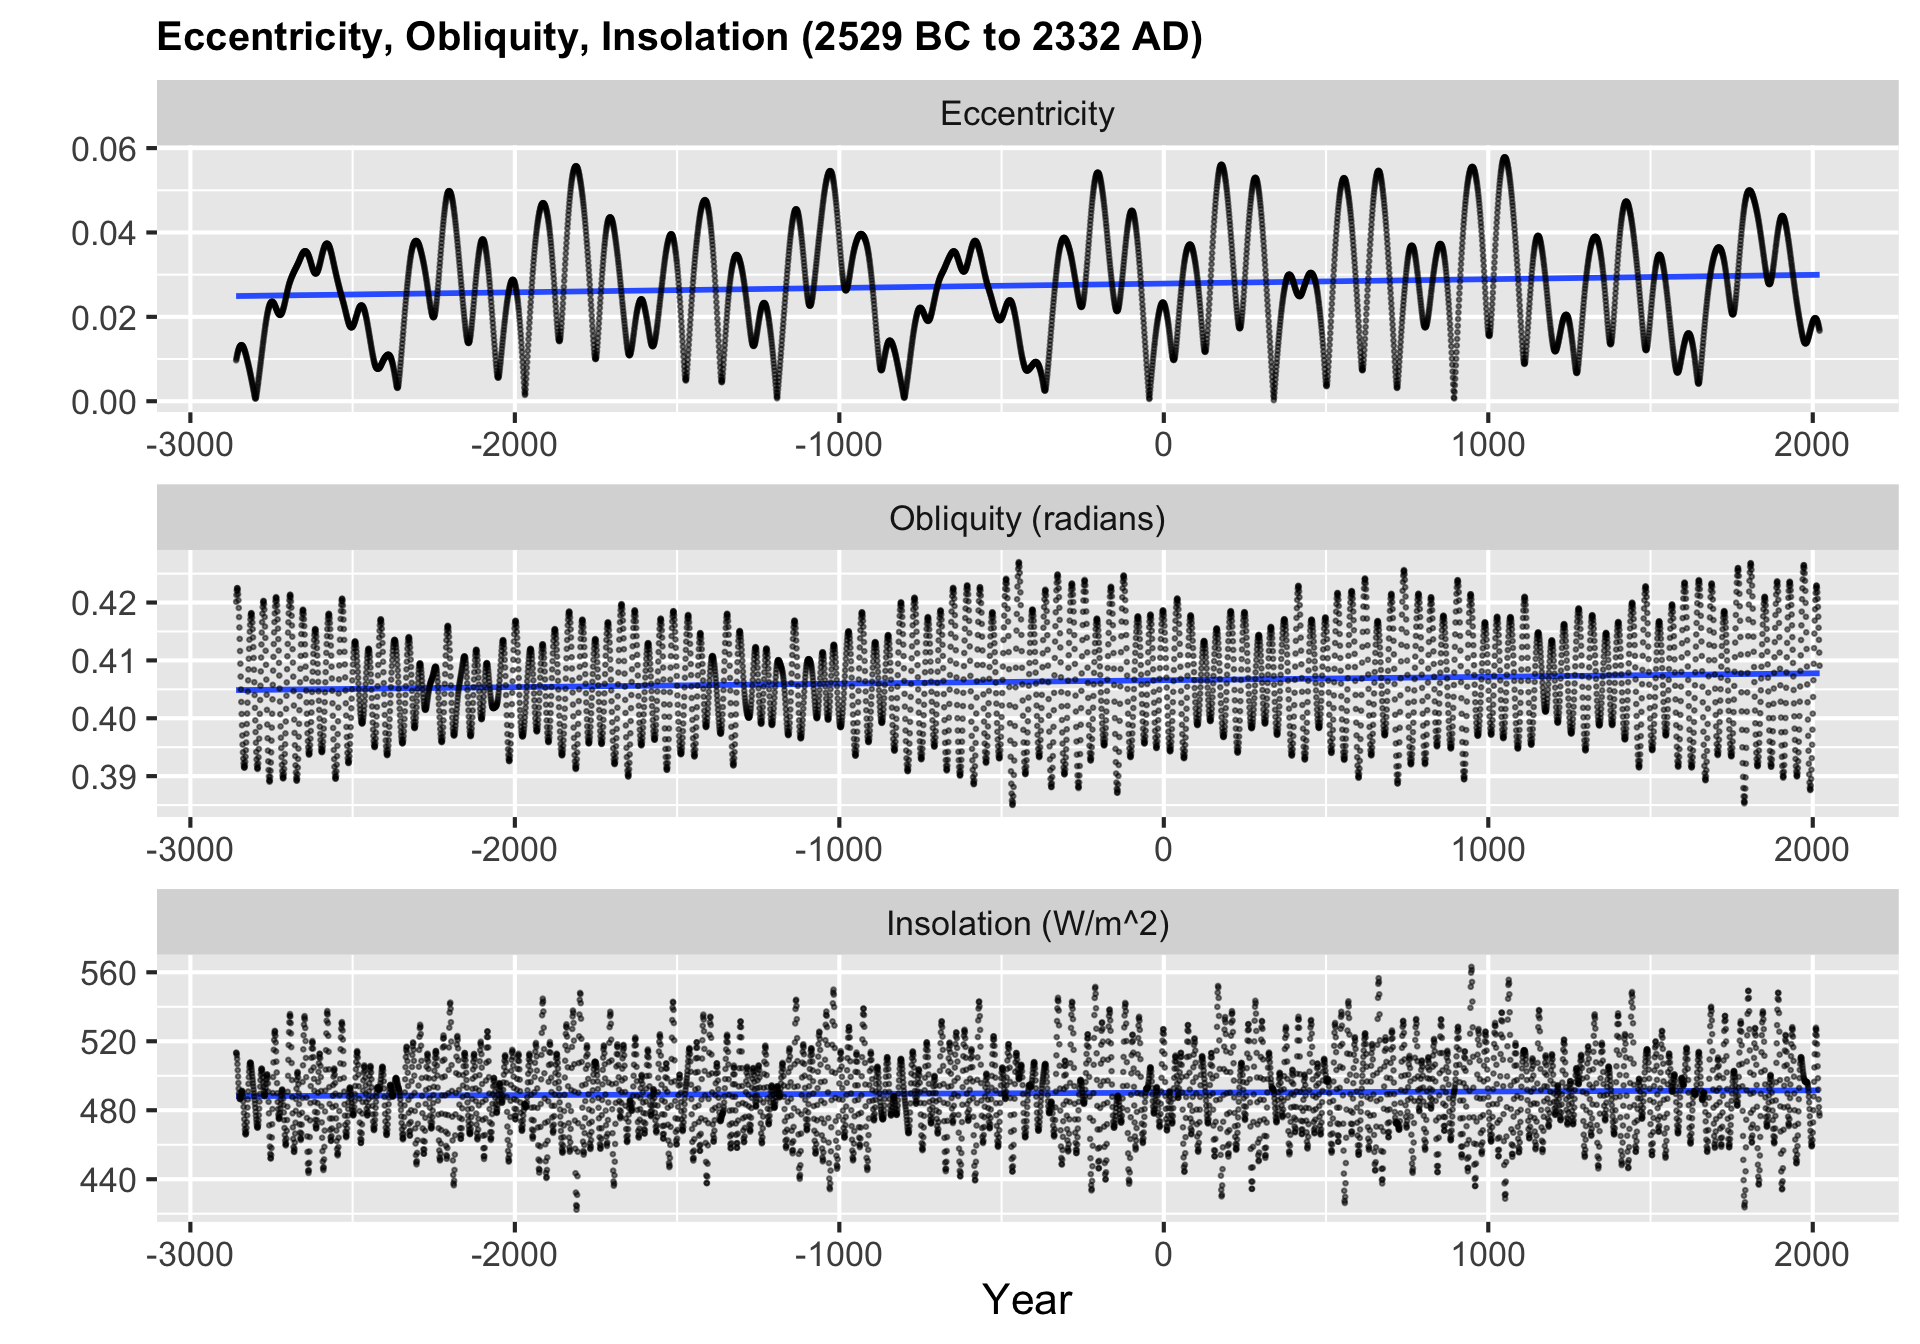 Eccentricity, Obliquity, Insolation (2529 BC to 2332 AD)
Eccentricity
0.06
0.04
0.02
0.00
-3000 -2000 -1000 0 1000 2000
Obliquity (radians)
0.42
0.41
0.40
0.39
-3000 -2000 -1000 0 1000 2000
Insolation (W/m^2)
560
520
480
440
-3000 -2000 -1000 0 1000 2000
Year